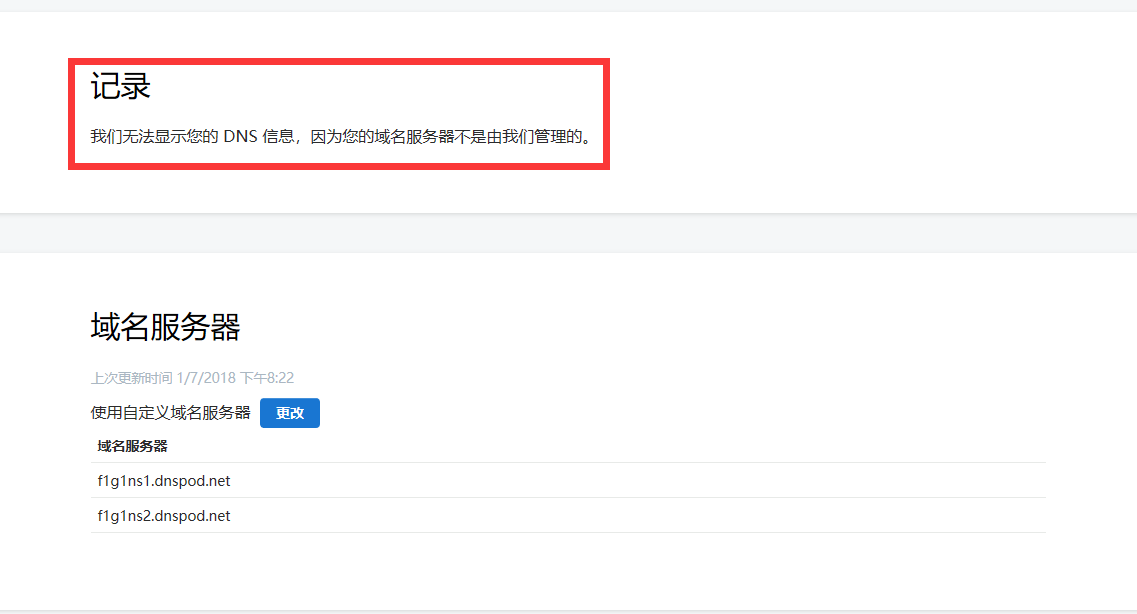 记录
我们无法显示您的 DNS 信息，因为您的域名服务器不是由我们管理的。
域名服务器
上次更新时间 1/7/2018 下午8:22
使用自定义域名服务器 更改
域名服务器
f1g1ns1.dnspod.net
f1g1ns2.dnspod.net